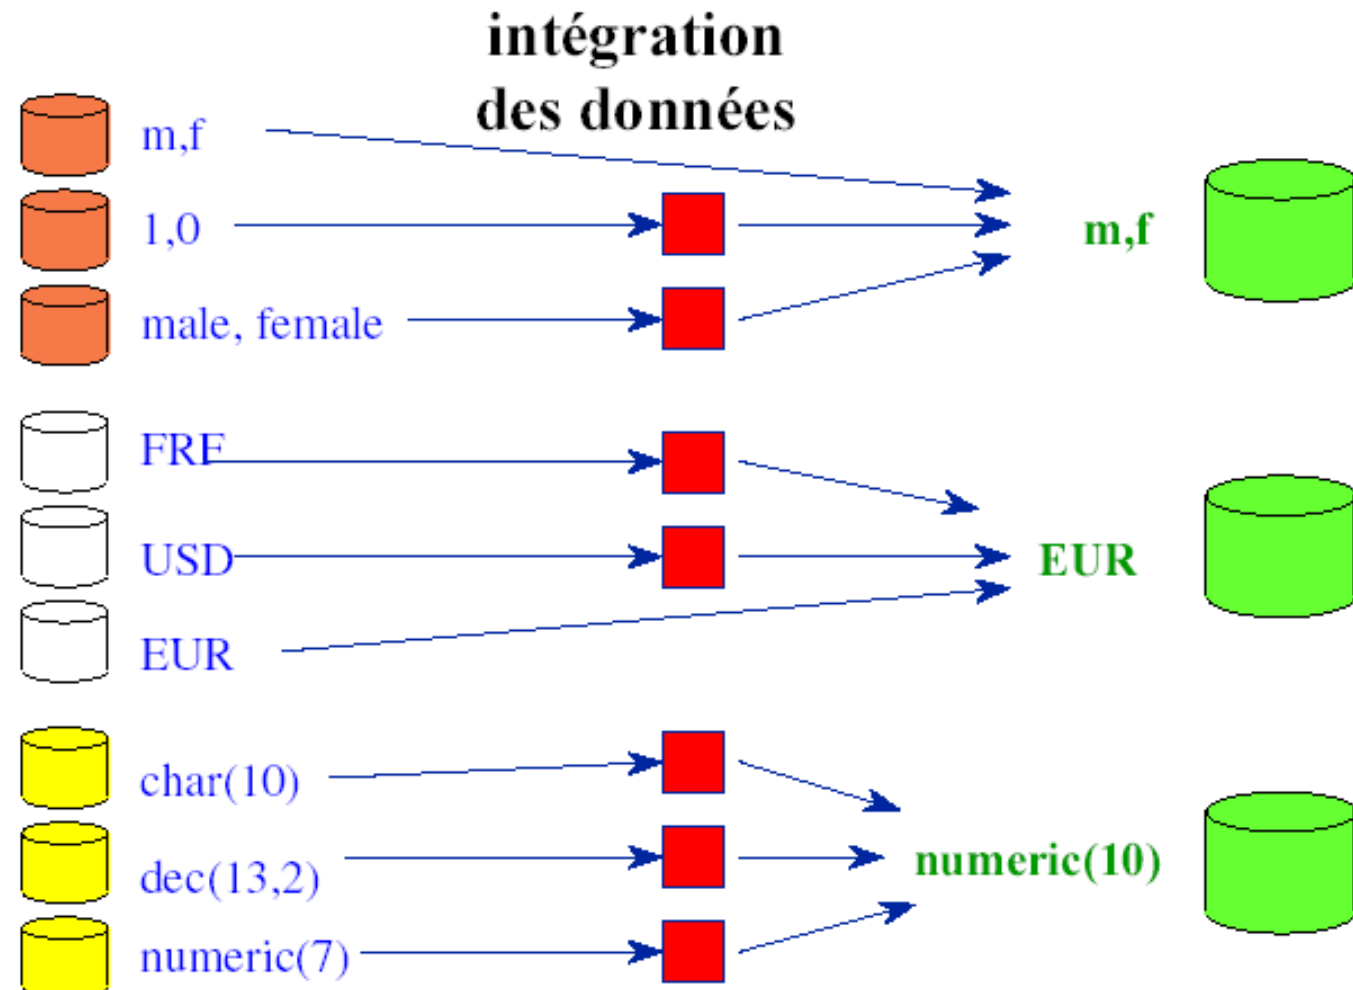 intégration
des données
m,f
1,0
male, female
m,f
FRF
USD
EUR
EUR
char(10)
dec(13,2)
numeric(7)
numeric(10)